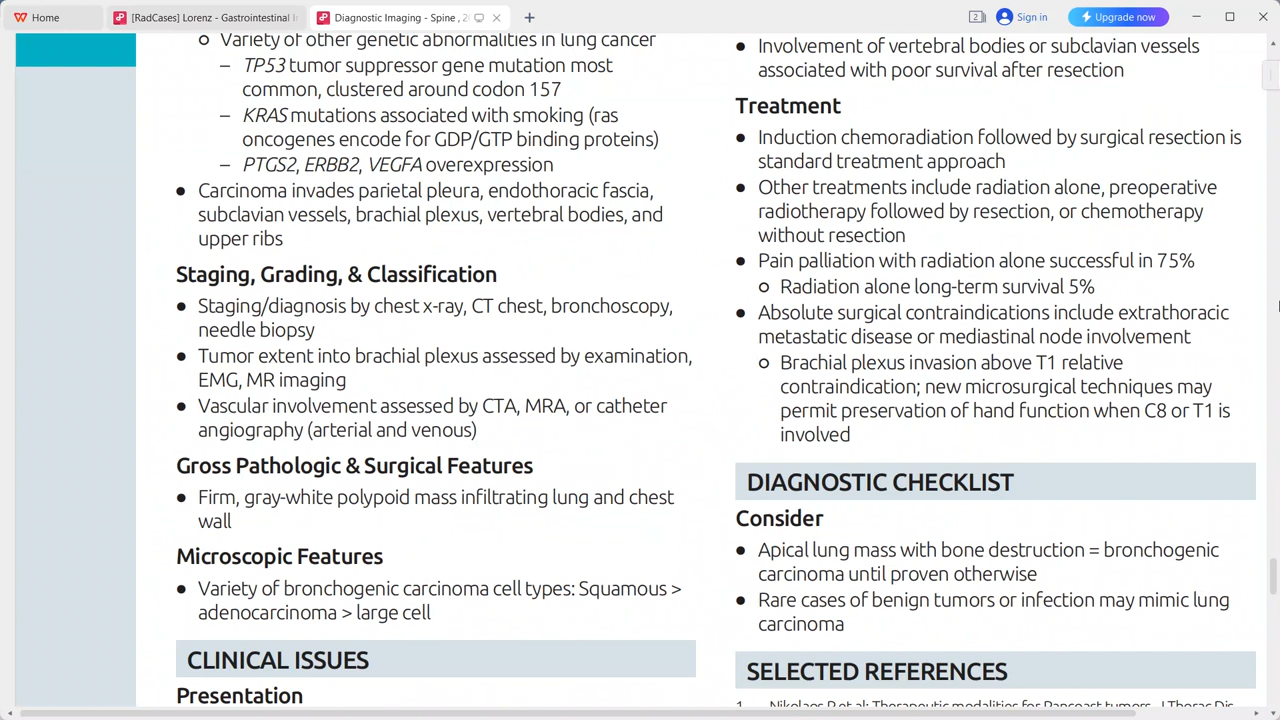 Home
[RadCases] Lorenz - Gastrointestinal I
Diagnostic Imaging - Spine , 2
2
Sign in
Upgrade now
○ Variety of other genetic abnormalities in lung cancer
– TP53 tumor suppressor gene mutation most
common, clustered around codon 157
– KRAS mutations associated with smoking (ras
oncogenes encode for GDP/GTP binding proteins)
– PTGS2, ERBB2, VEGFA overexpression
● Carcinoma invades parietal pleura, endothoracic fascia,
subclavian vessels, brachial plexus, vertebral bodies, and
upper ribs
Staging, Grading, & Classification
● Staging/diagnosis by chest x-ray, CT chest, bronchoscopy,
needle biopsy
● Tumor extent into brachial plexus assessed by examination,
EMG, MR imaging
● Vascular involvement assessed by CTA, MRA, or catheter
angiography (arterial and venous)
Gross Pathologic & Surgical Features
● Firm, gray-white polypoid mass infiltrating lung and chest
wall
Microscopic Features
● Variety of bronchogenic carcinoma cell types: Squamous >
adenocarcinoma > large cell
CLINICAL ISSUES
Presentation
● Involvement of vertebral bodies or subclavian vessels
associated with poor survival after resection
Treatment
● Induction chemoradiation followed by surgical resection is
standard treatment approach
● Other treatments include radiation alone, preoperative
radiotherapy followed by resection, or chemotherapy
without resection
● Pain palliation with radiation alone successful in 75%
○ Radiation alone long-term survival 5%
● Absolute surgical contraindications include extrathoracic
metastatic disease or mediastinal node involvement
○ Brachial plexus invasion above T1 relative
contraindication; new microsurgical techniques may
permit preservation of hand function when C8 or T1 is
involved
DIAGNOSTIC CHECKLIST
Consider
● Apical lung mass with bone destruction = bronchogenic
carcinoma until proven otherwise
● Rare cases of benign tumors or infection may mimic lung
carcinoma
SELECTED REFERENCES
1. Nikolaos P et al: Therapeutic modalities for Pancoast tumors. J Thorac Dis